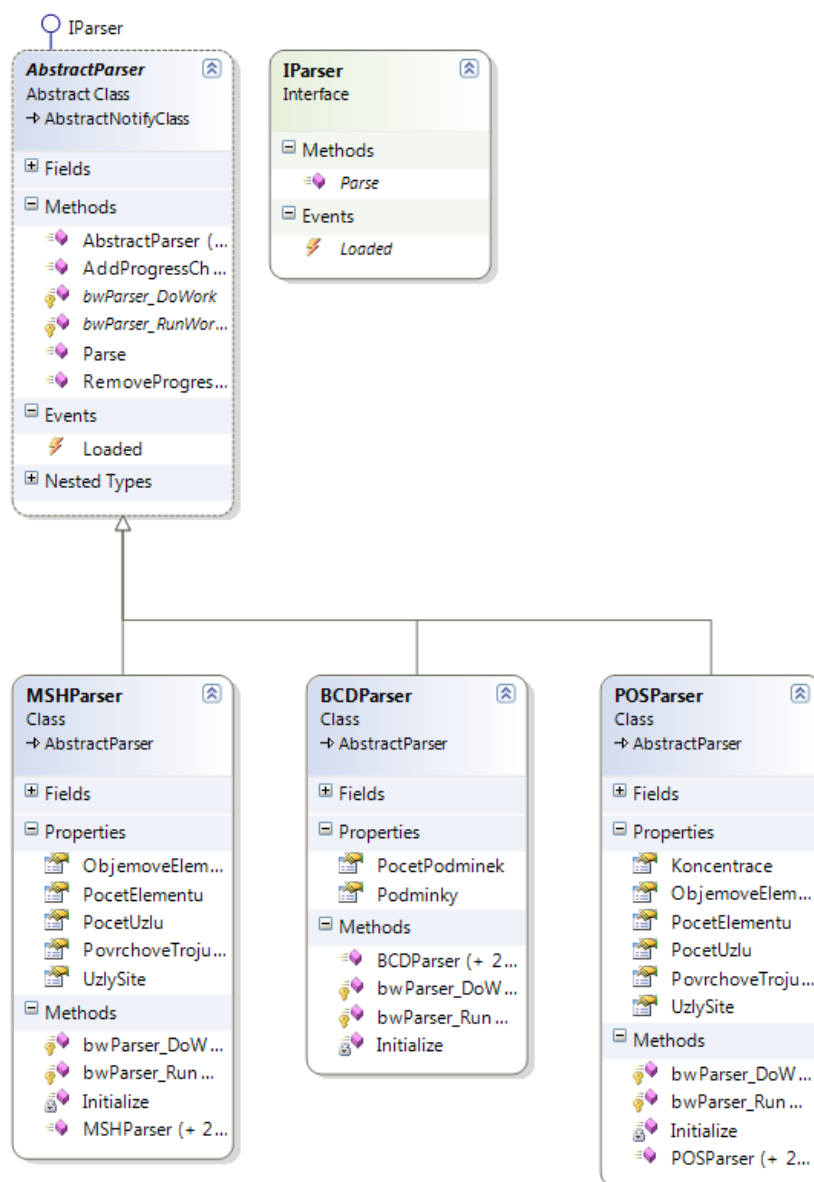 IParser
AbstractParser
Abstract Class
AbstractNotifyClass
Fields
Methods
AbstractParser (...
AddProgressCh...
bwParser_DoWork
bwParser_RunWor...
Parse
RemoveProgres...
Events
Loaded
Nested Types
IParser
Interface
Methods
Parse
Events
Loaded
MSHParser
Class
AbstractParser
Fields
Properties
ObjemoveElem...
PocetElementu
PocetUzlu
PovrchoveTroju...
UzlySite
Methods
bwParser_DoW...
bwParser_Run...
Initialize
MSHParser (+ 2...
BCDParser
Class
AbstractParser
Fields
Properties
PocetPodminek
Podminky
Methods
BCDParser (+ 2...
bwParser_DoW...
bwParser_Run...
Initialize
POSParser
Class
AbstractParser
Fields
Properties
Koncentrace
ObjemoveElem...
PocetElementu
PocetUzlu
PovrchoveTroju...
UzlySite
Methods
bwParser_DoW...
bwParser_Run...
Initialize
POSParser (+ 2...